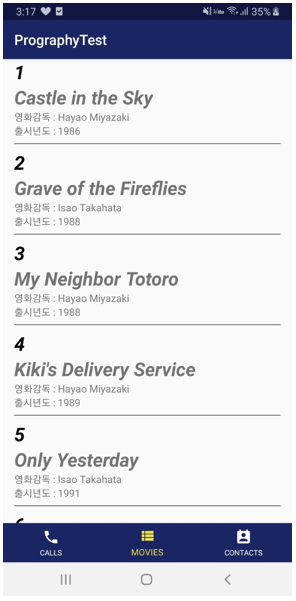 3:17 35%
PrographyTest
1
Castle in the Sky
영화감독 : Hayao Miyazaki
출시년도 : 1986
2
Grave of the Fireflies
영화감독 : Isao Takahata
출시년도 : 1988
3
My Neighbor Totoro
영화감독 : Hayao Miyazaki
출시년도 : 1988
4
Kiki's Delivery Service
영화감독 : Hayao Miyazaki
출시년도 : 1989
5
Only Yesterday
영화감독 : Isao Takahata
출시년도 : 1991
CALLS MOVIES CONTACTS